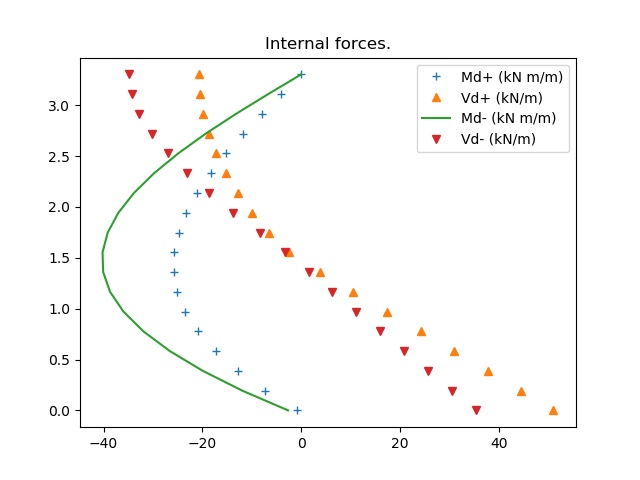 Internal forces.
Md+ (kN m/m)
Vd+ (kN/m)
Md- (kN m/m)
Vd- (kN/m)
3.0
2.5
2.0
1.5
1.0
0.5
0.0
−40 −20 0 20 40